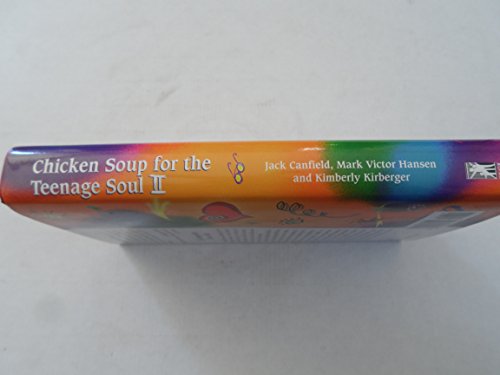 Chicken Soup for the
Teenage Soul II
Jack Canfield, Mark Victor Hansen
and Kimberly Kirberger